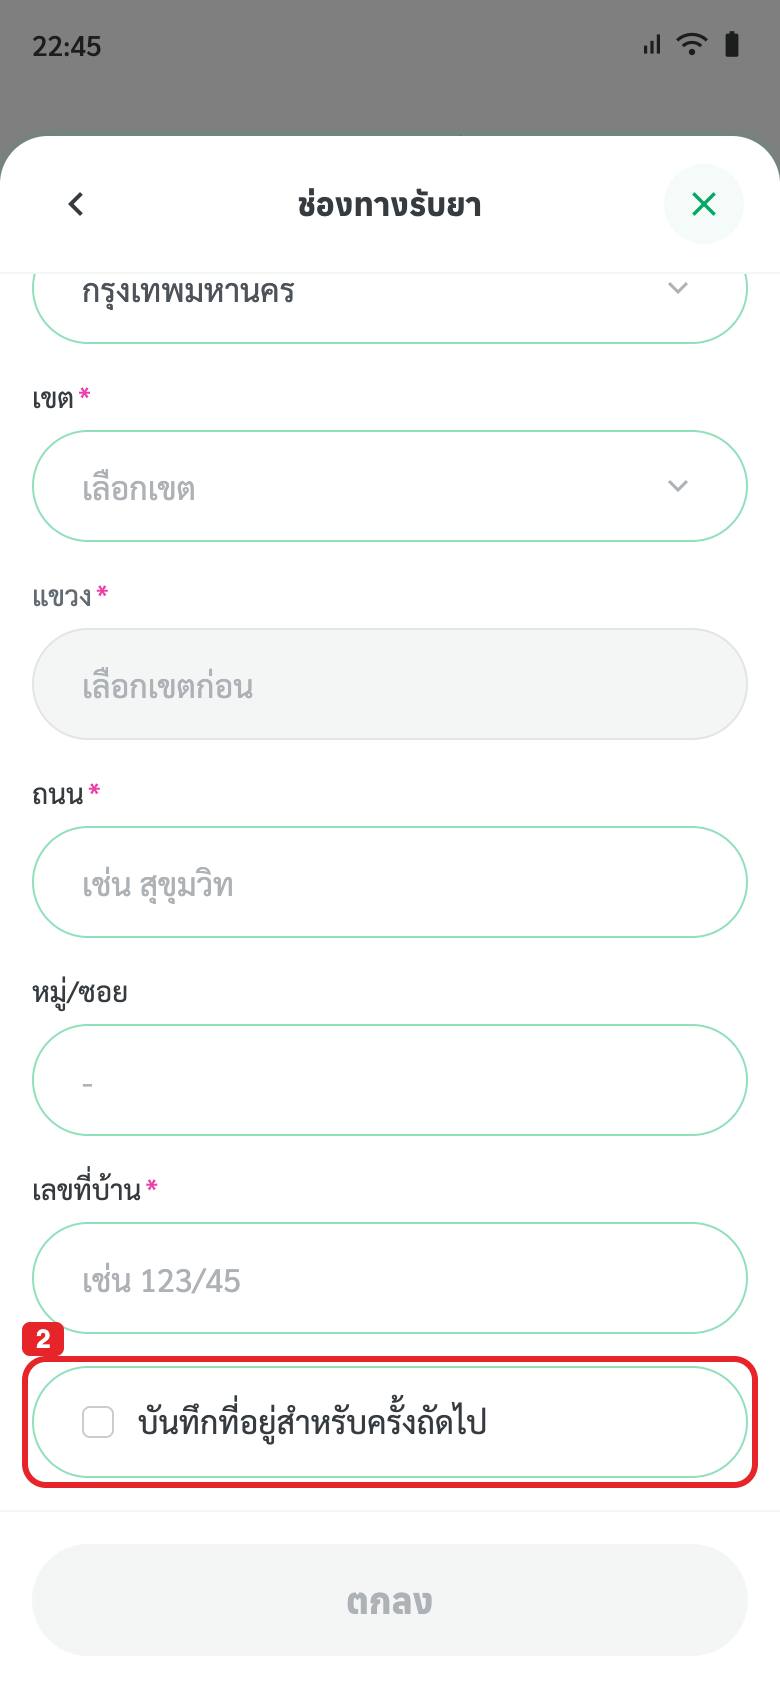 22:45
ช่องทางรับยา
กรุงเทพมหานคร
เขต *
เลือกเขต
แขวง *
เลือกเขตก่อน
ถนน *
เช่น สุขุมวิท
หมู่/ซอย
-
เลขที่บ้าน *
เช่น 123/45
2
บันทึกที่อยู่สำหรับครั้งถัดไป
ตกลง